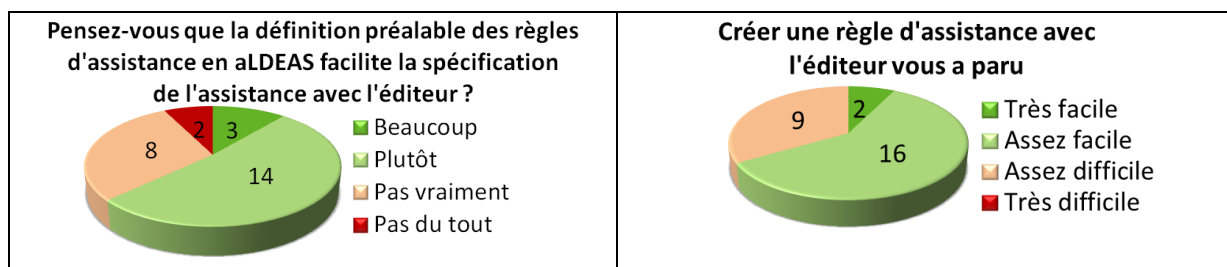 Pensez-vous que la définition préalable des règles
d'assistance en aLDEAS facilite la spécification
de l'assistance avec l'éditeur ?
2
3
8
14
Beaucoup
Plutôt
Pas vraiment
Pas du tout
Créer une règle d'assistance avec
l'éditeur vous a paru
2
9
16
Très facile
Assez facile
Assez difficile
Très difficile